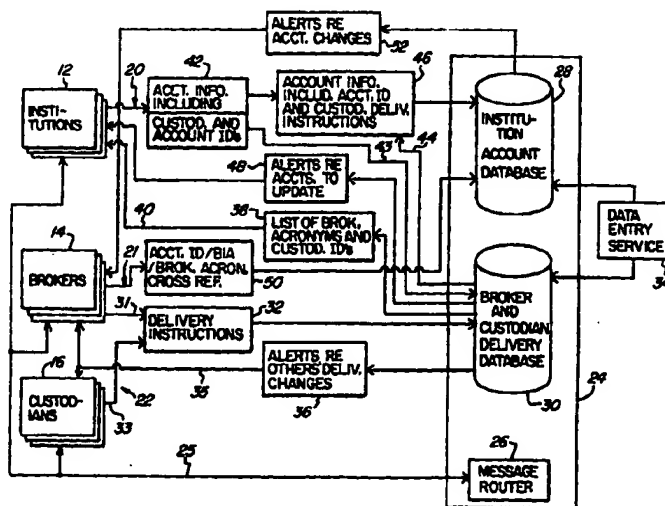 ALERTS RE
ACCT. CHANGES
52
12
INSTI-
TUTIONS
20
42
ACCT. INFO.
INCLUDING
CUSTOD. AND
ACCOUNT ID's
ACCOUNT INFO.
INCLUD. ACCT. ID
AND CUSTOD. DELIV.
INSTRUCTIONS
46
28
INSTITU-
TION
ACCOUNT
DATABASE
44
43
48
ALERTS RE
ACCTS. TO
UPDATE
40
38
LIST OF BROK.
ACRONYMS AND
CUSTOD. ID's
DATA
ENTRY
SERVICE
34
14
BROKERS
21
ACCT. ID/BIA
/BROK. ACRON.
CROSS REF.
50
31
DELIVERY
INSTRUCTIONS
32
BROKER
AND
CUSTODIAN
DELIVERY
DATABASE
30
16
CUSTOD-
IANS
33
22
35
ALERTS RE
OTHERS' DELIV.
CHANGES
36
24
25
26
MESSAGE
ROUTER